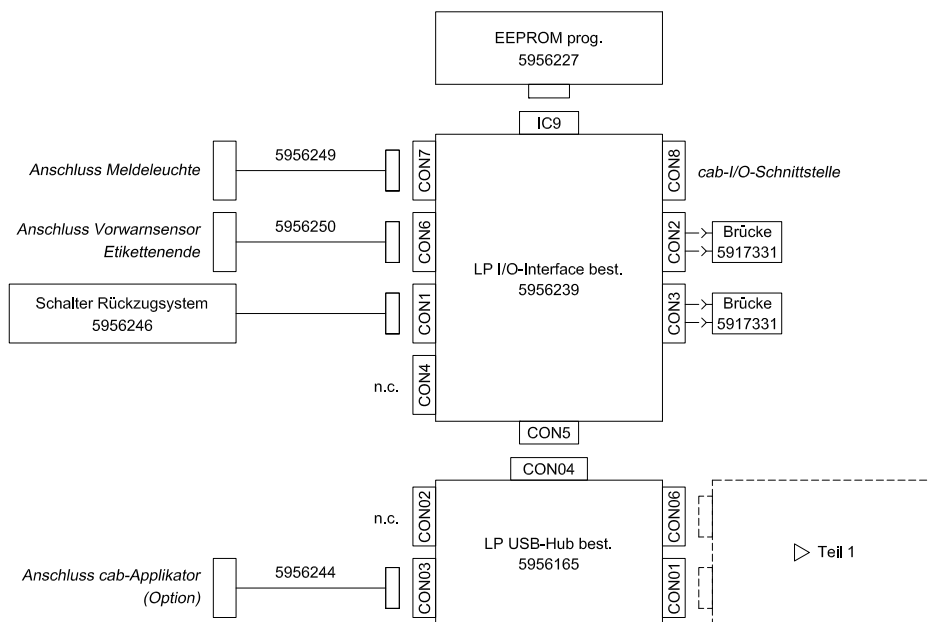 EEPROM prog.
5956227
IC9
Anschluss Meldeleuchte
5956249
CON7
CON8
cab-I/O-Schnittstelle
Anschluss Vorwarnsensor
Etikettenende
5956250
CON6
CON2
Brücke
5917331
LP I/O-Interface best.
5956239
Schalter Rückzugsystem
5956246
CON1
CON3
Brücke
5917331
n.c.
CON4
CON5
CON04
n.c.
CON02
CON06
LP USB-Hub best.
5956165
Teil 1
Anschluss cab-Applikator
(Option)
5956244
CON03
CON01